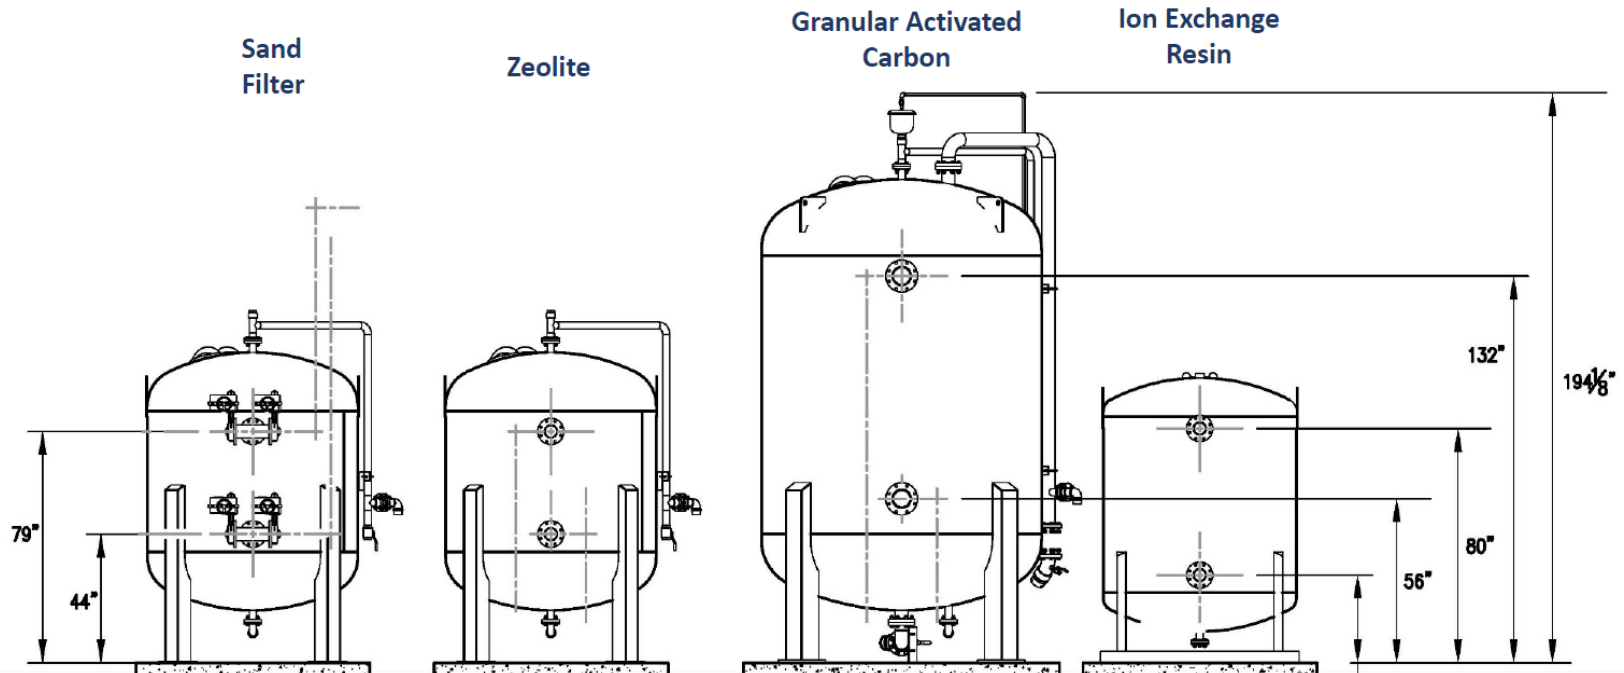 Sand
Filter
Zeolite
Granular Activated
Carbon
Ion Exchange
Resin
79"
44"
132"
194⅛"
80"
56"